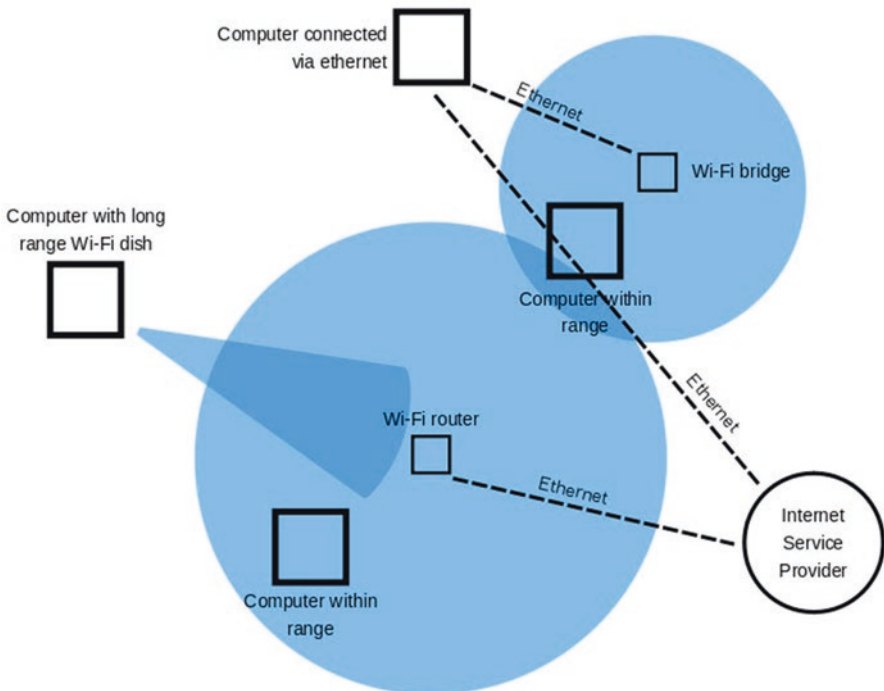 Computer connected
via ethernet
Ethernet
Wi-Fi bridge
Computer with long
range Wi-Fi dish
Computer within
range
Ethernet
Wi-Fi router
Ethernet
Internet
Service
Provider
Computer within
range